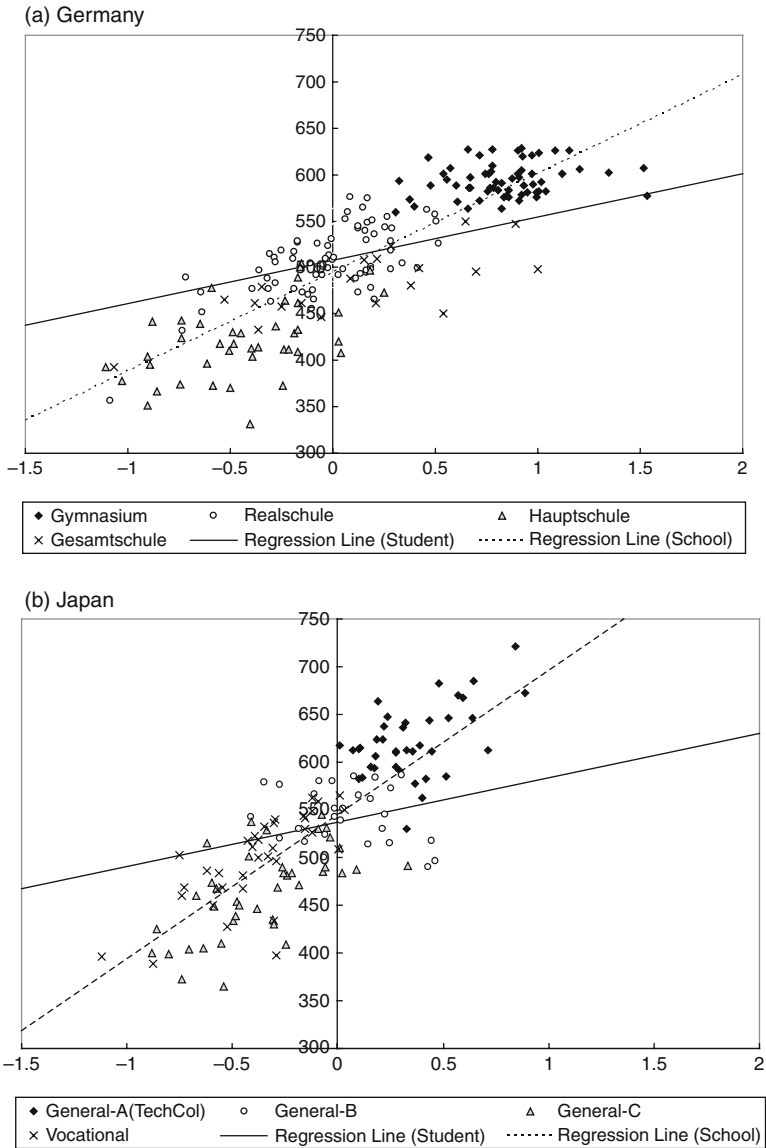 (a) Germany
750
700
650
600
550
500
450
400
350
300
−1.5 −1 −0.5 0 0.5 1 1.5 2
Gymnasium Realschule Hauptschule
Gesamtschule Regression Line (Student) Regression Line (School)
(b) Japan
750
700
650
600
550
500
450
400
350
300
−1.5 −1 −0.5 0 0.5 1 1.5 2
General-A(TechCol) General-B General-C
Vocational Regression Line (Student) Regression Line (School)